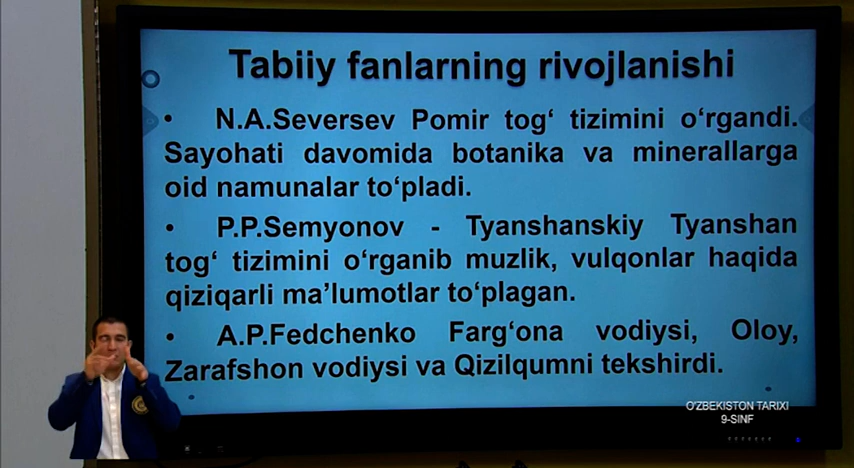 Tabiiy fanlarning rivojlanishi
• N.A.Seversev Pomir tog‘ tizimini o‘rgandi.
Sayohati davomida botanika va minerallarga
oid namunalar to‘pladi.
• P.P.Semyonov - Tyanshanskiy Tyanshan
tog‘ tizimini o‘rganib muzlik, vulqonlar haqida
qiziqarli ma’lumotlar to‘plagan.
• A.P.Fedchenko Farg‘ona vodiysi, Oloy,
Zarafshon vodiysi va Qizilqumni tekshirdi.
O'ZBEKISTON TARIXI
9-SINF